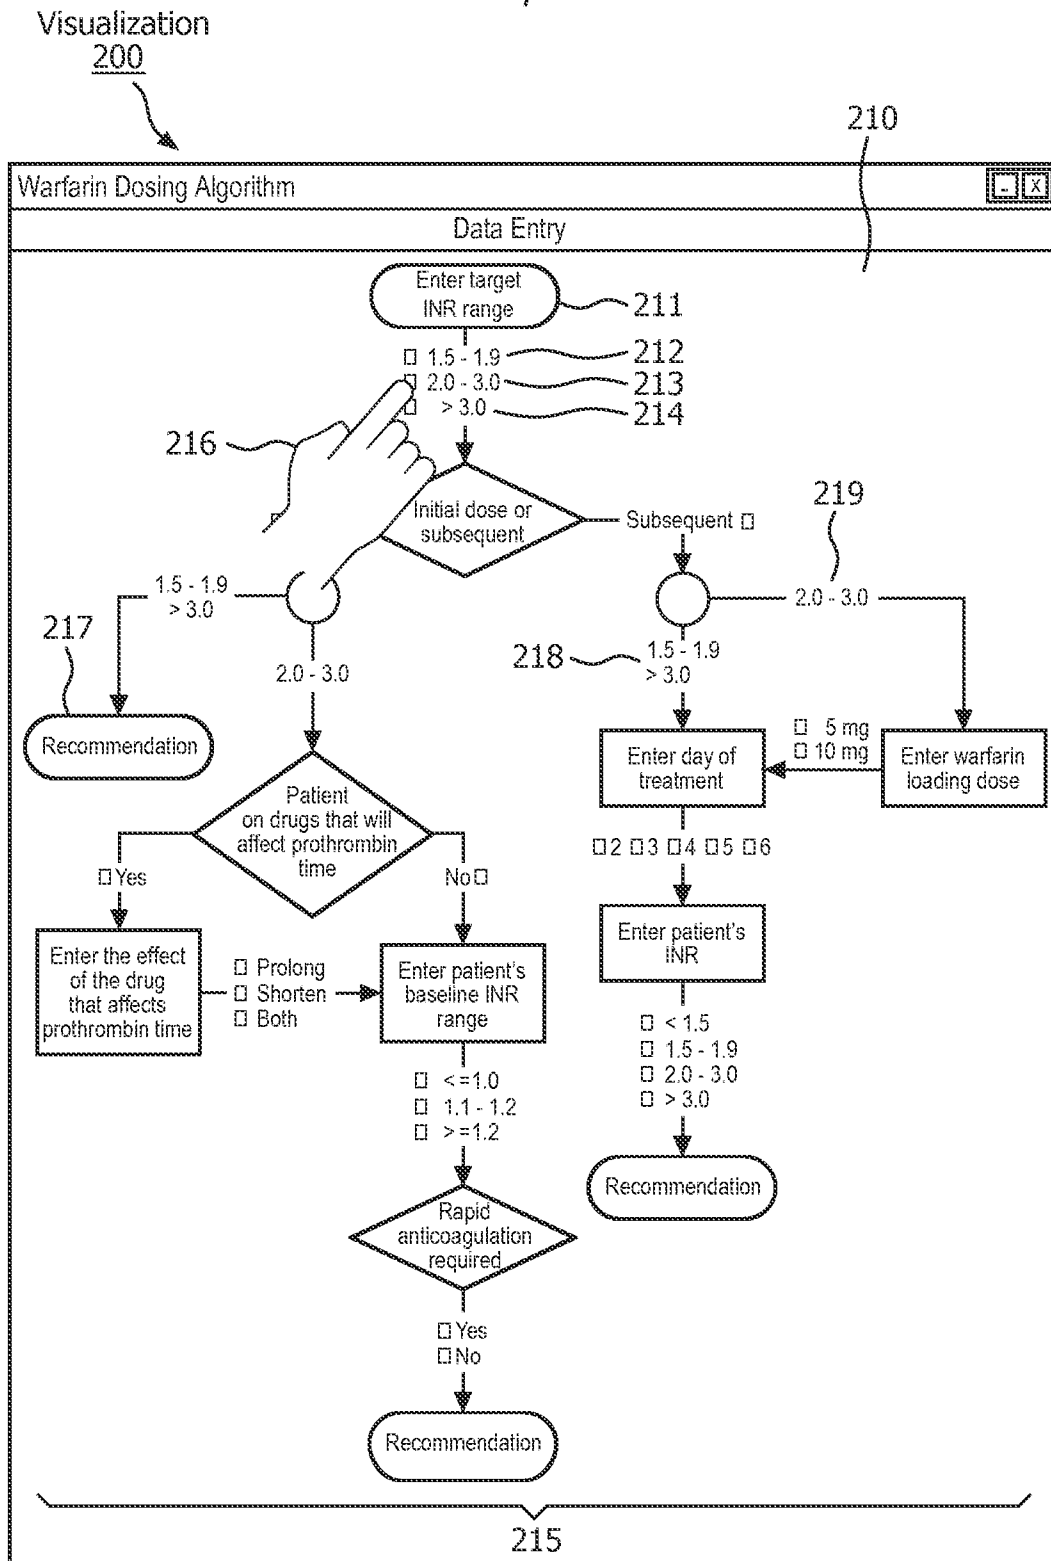 Visualization
200
210
Warfarin Dosing Algorithm
- X
Data Entry
Enter target
INR range
211
1.5 - 1.9
212
2.0 - 3.0
213
> 3.0
214
216
Initial dose or
subsequent
Subsequent
219
1.5 - 1.9
> 3.0
2.0 - 3.0
217
2.0 - 3.0
218
1.5 - 1.9
> 3.0
Recommendation
Patient
on drugs that will
affect prothrombin
time
Enter day of
treatment
5 mg
10 mg
Enter warfarin
loading dose
Yes
No
2 3 4 5 6
Enter the effect
of the drug
that affects
prothrombin time
Prolong
Shorten
Both
Enter patient's
baseline INR
range
Enter patient's
INR
<=1.0
1.1 - 1.2
>=1.2
< 1.5
1.5 - 1.9
2.0 - 3.0
> 3.0
Rapid
anticoagulation
required
Recommendation
Yes
No
Recommendation
215